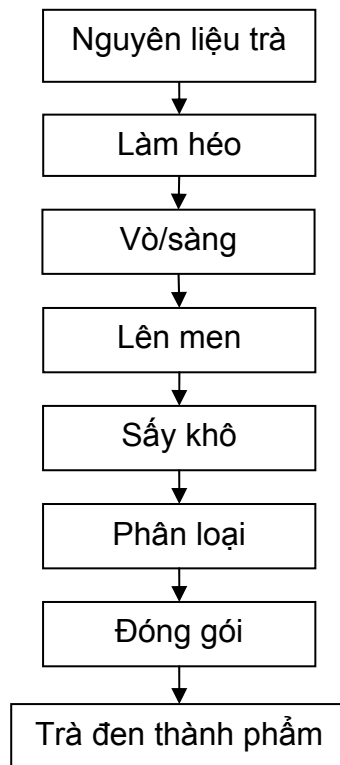 Nguyên liệu trà
Làm héo
Vò/sàng
Lên men
Sấy khô
Phân loại
Đóng gói
Trà đen thành phẩm